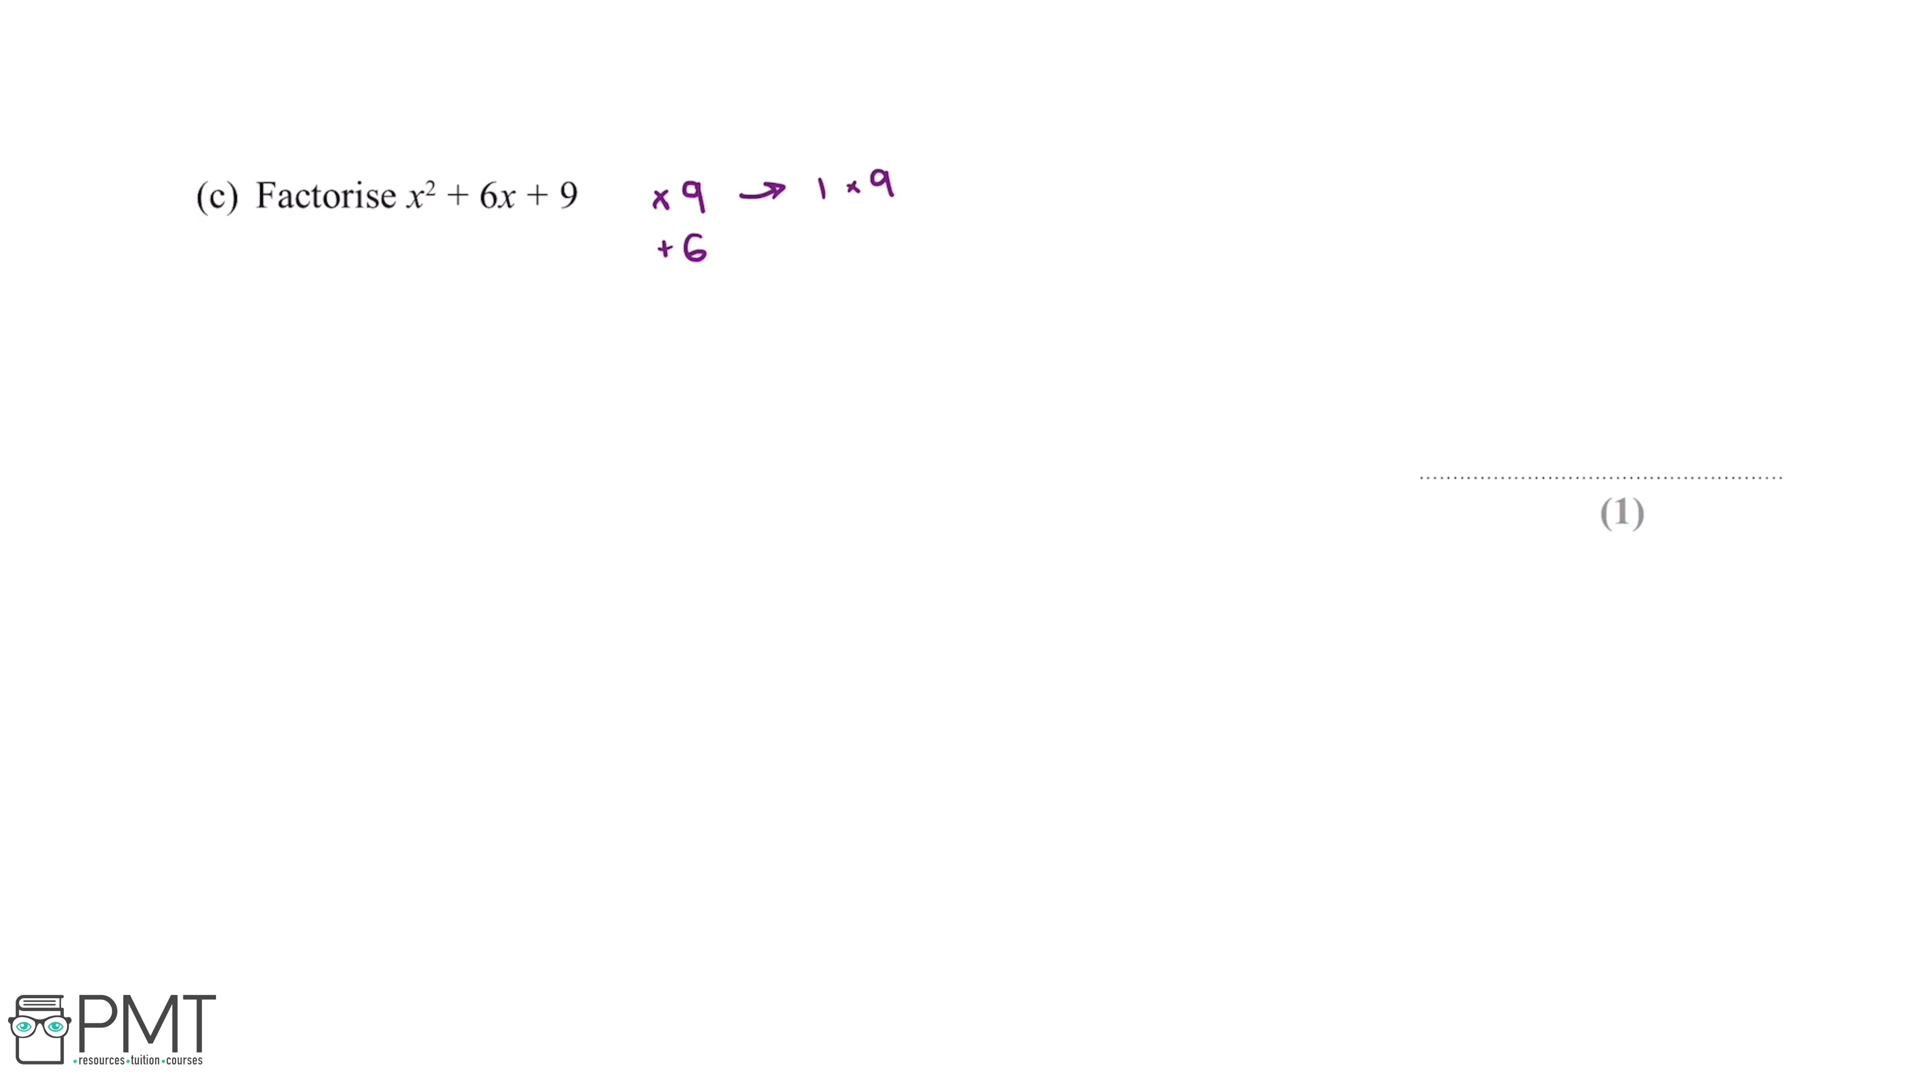 (c) Factorise x² + 6x + 9 × 9 → 1 × 9
+ 6
(1)
PMT
•resources•tuition•courses